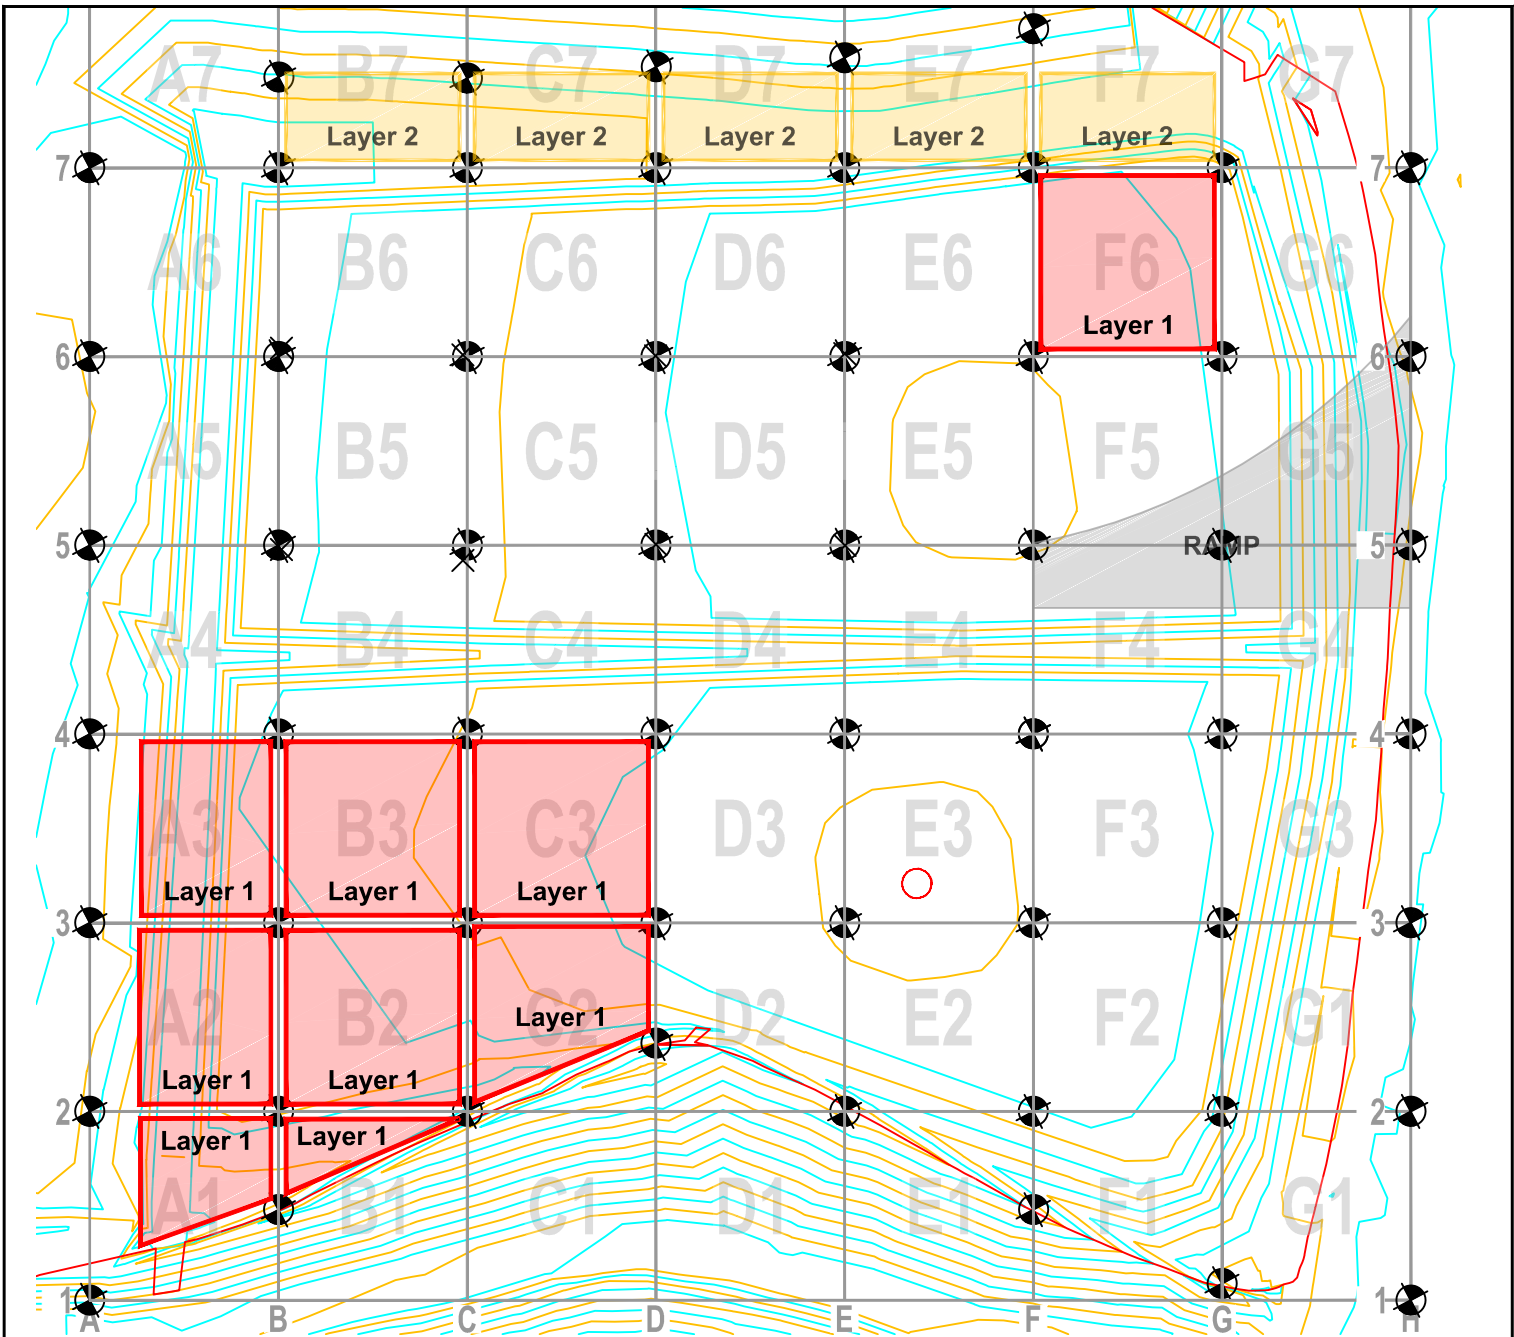 A7 B7 C7 D7 E7 F7 G7
Layer 2 Layer 2 Layer 2 Layer 2 Layer 2
7 7
A6 B6 C6 D6 E6 F6 G6
Layer 1
6 6
A5 B5 C5 D5 E5 F5 G5
5 RAMP 5
A4 B4 C4 D4 E4 F4 G4
4 4
A3 B3 C3 D3 E3 F3 G3
Layer 1 Layer 1 Layer 1
3 3
A2 B2 C2 D2 E2 F2 G1
Layer 1
Layer 1 Layer 1
2 2
Layer 1 Layer 1
A1 B1 C1 D1 E1 F1 G1
1 1
A B C D E F G H